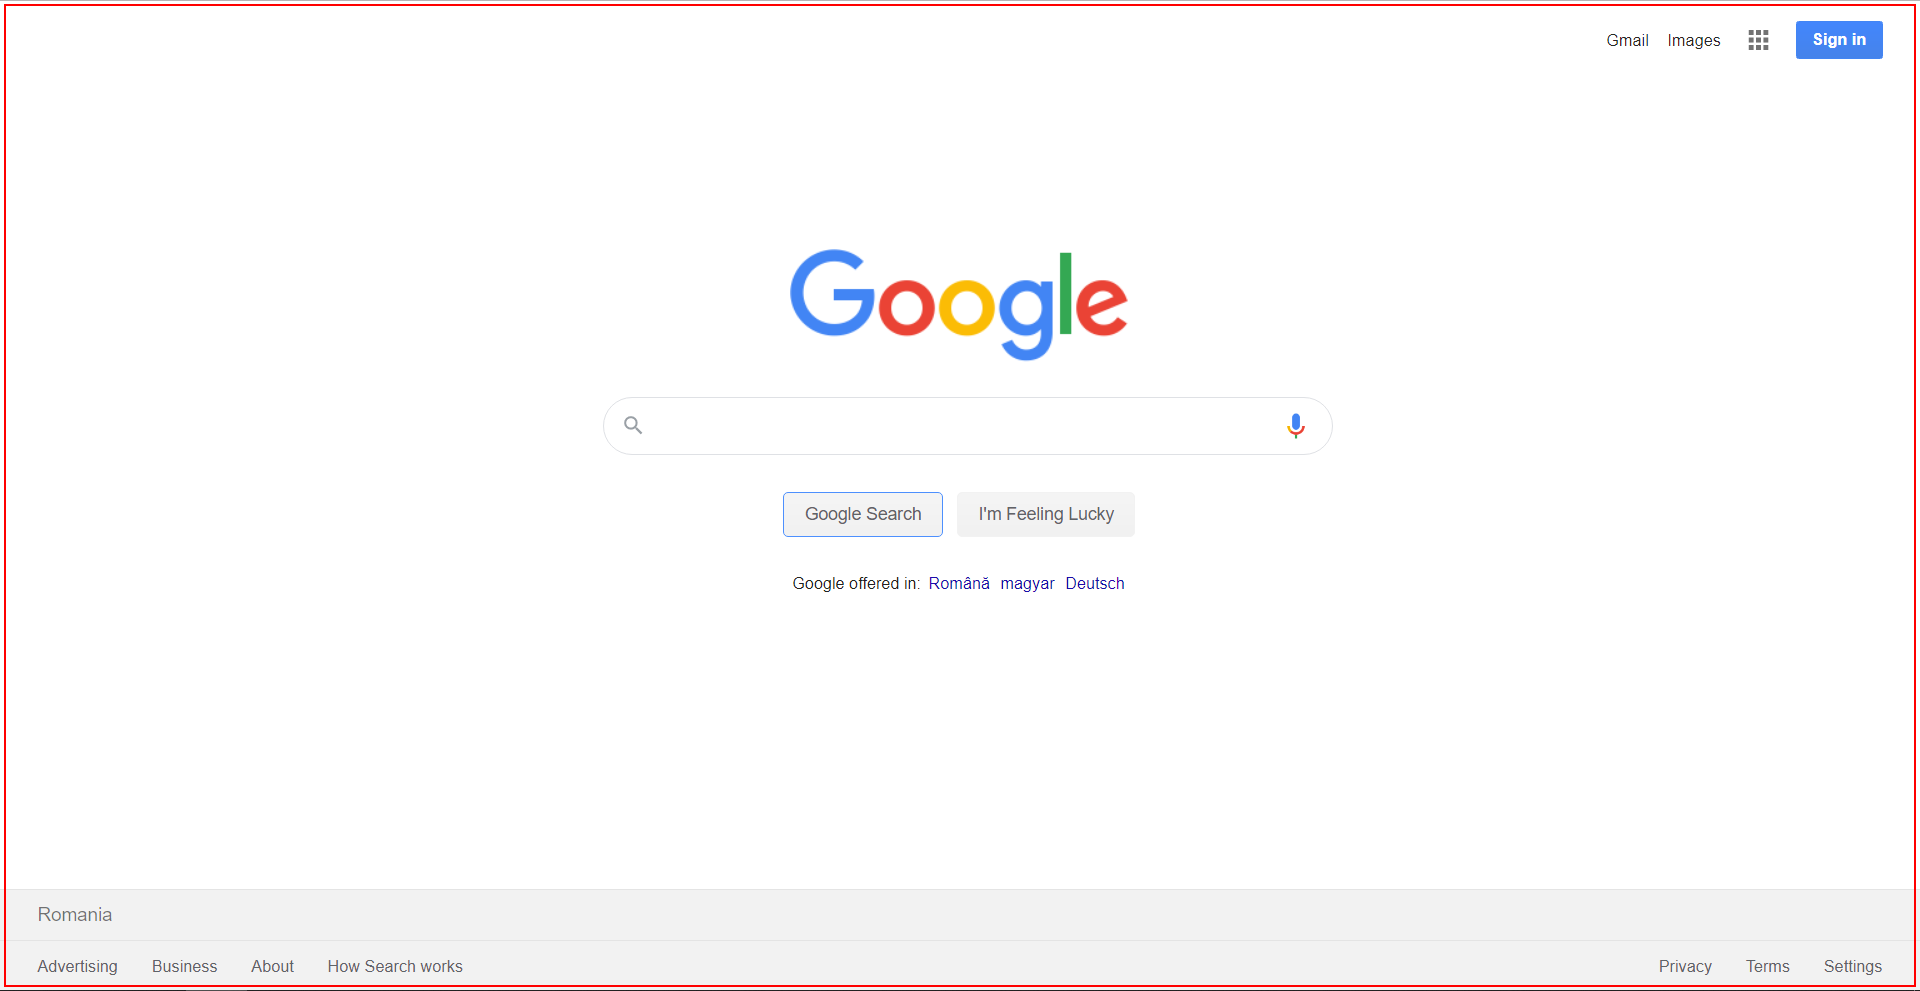 Gmail Images Sign in
Google
Google Search I'm Feeling Lucky
Google offered in: Română magyar Deutsch
Romania
Advertising Business About How Search works Privacy Terms Settings